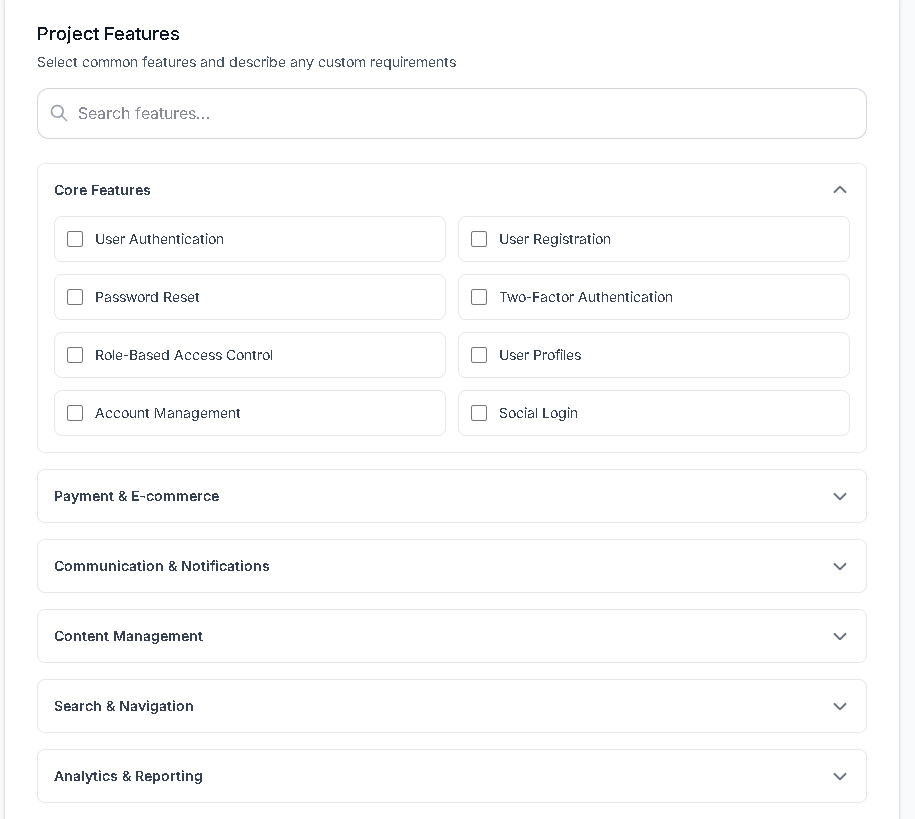 Project Features
Select common features and describe any custom requirements
Search features...
Core Features
User Authentication
User Registration
Password Reset
Two-Factor Authentication
Role-Based Access Control
User Profiles
Account Management
Social Login
Payment & E-commerce
Communication & Notifications
Content Management
Search & Navigation
Analytics & Reporting